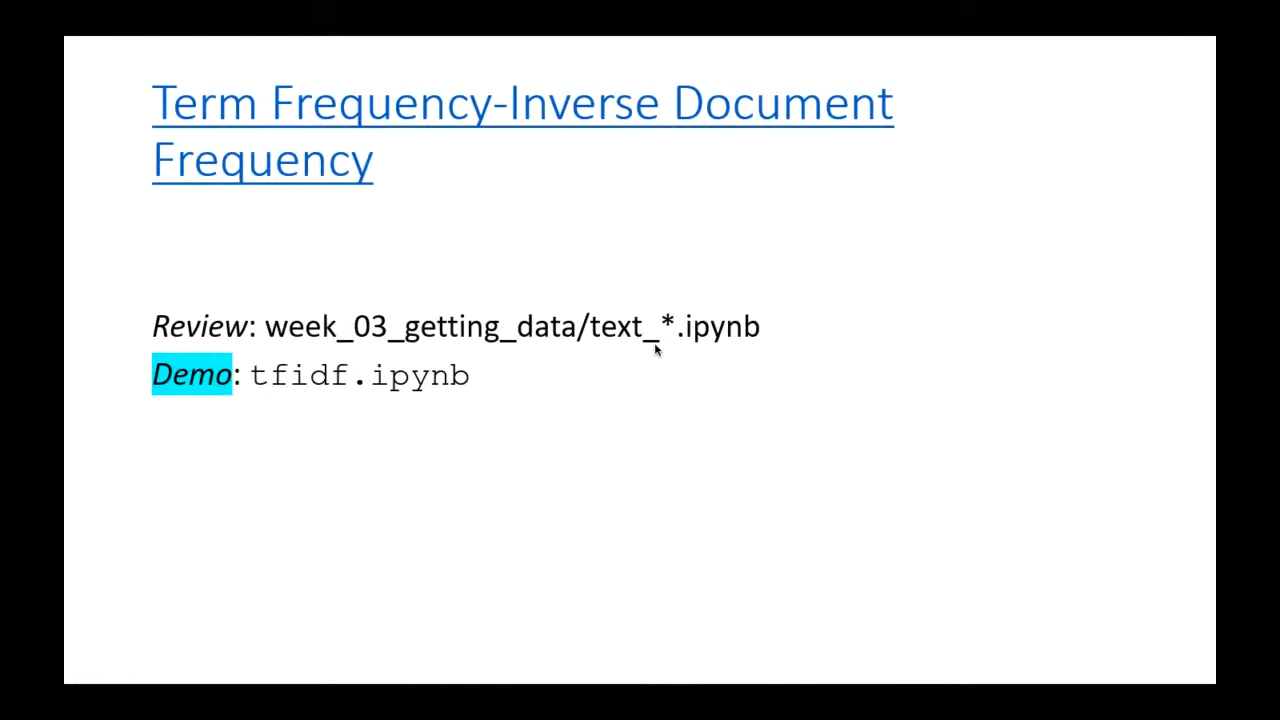 Term Frequency-Inverse Document
Frequency
Review: week_03_getting_data/text_*.ipynb
Demo: tfidf.ipynb